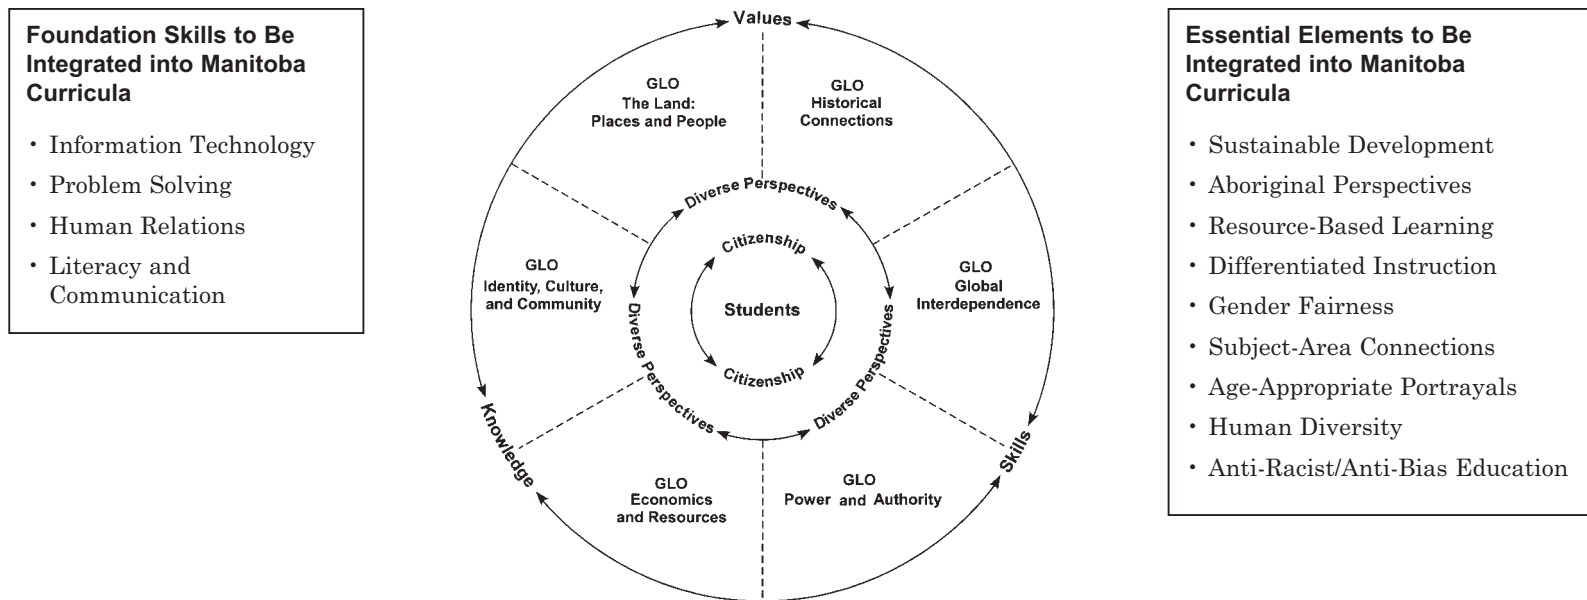 Foundation Skills to Be
Integrated into Manitoba
Curricula
• Information Technology
• Problem Solving
• Human Relations
• Literacy and
Communication
Values
GLO
The Land:
Places and People
GLO
Historical
Connections
Diverse Perspectives
Citizenship
GLO
Identity, Culture,
and Community
Students
GLO
Global
Interdependence
Diverse Perspectives
Citizenship
Diverse Perspectives
Knowledge
Skills
GLO
Economics
and Resources
GLO
Power and Authority
Essential Elements to Be
Integrated into Manitoba
Curricula
• Sustainable Development
• Aboriginal Perspectives
• Resource-Based Learning
• Differentiated Instruction
• Gender Fairness
• Subject-Area Connections
• Age-Appropriate Portrayals
• Human Diversity
• Anti-Racist/Anti-Bias Education